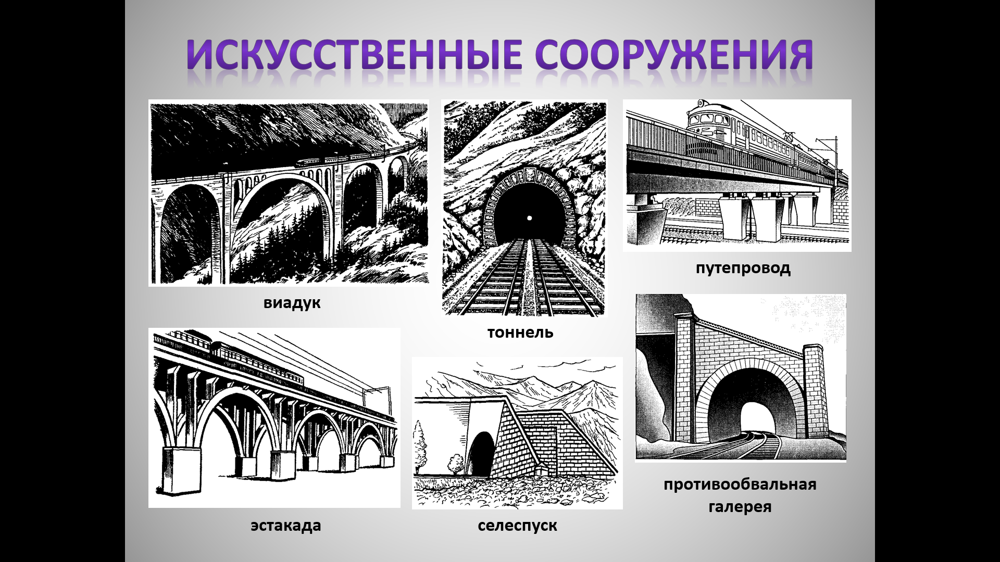 ИСКУССТВЕННЫЕ СООРУЖЕНИЯ
виадук
тоннель
путепровод
эстакада
селеспуск
противообвальная
галерея